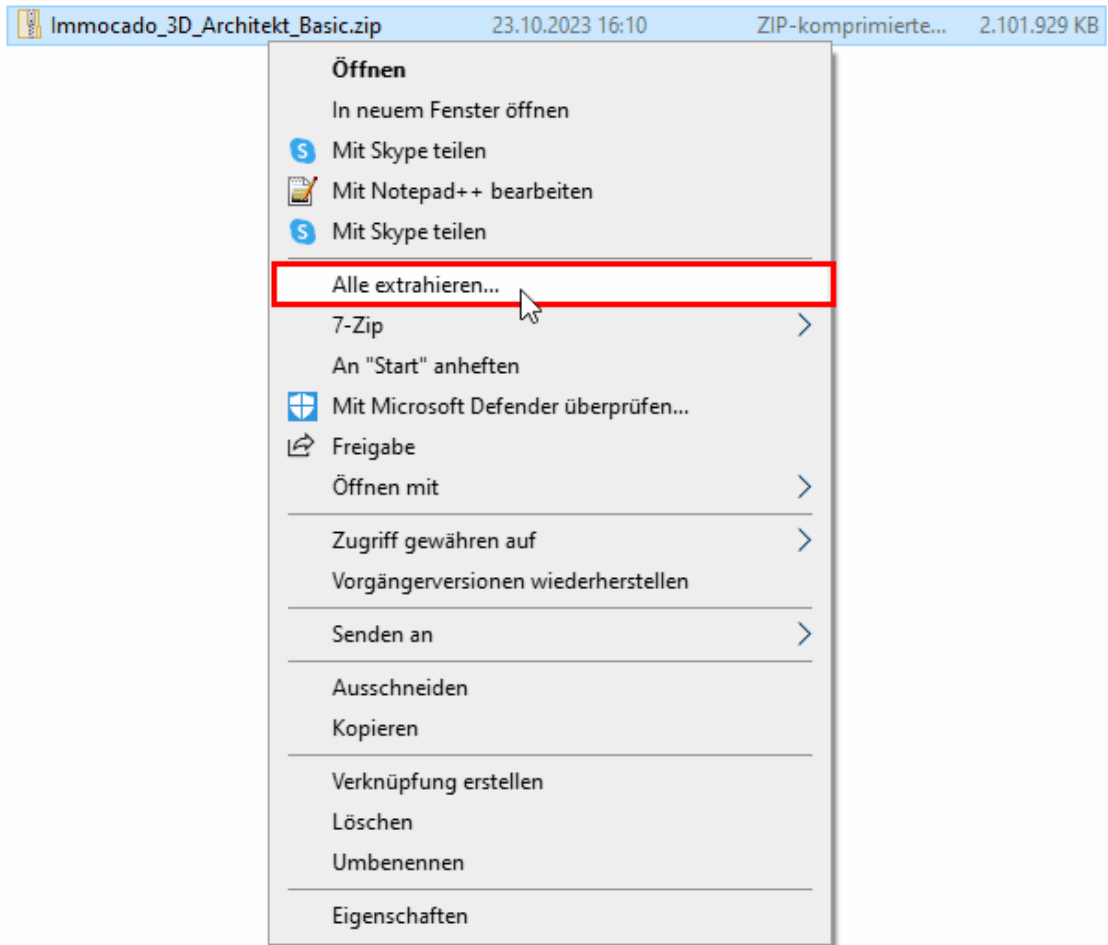 Immocado_3D_Architekt_Basic.zip 23.10.2023 16:10 ZIP-komprimierte... 2.101.929 KB
Öffnen
In neuem Fenster öffnen
Mit Skype teilen
Mit Notepad++ bearbeiten
Mit Skype teilen
Alle extrahieren...
7-Zip
An "Start" anheften
Mit Microsoft Defender überprüfen...
Freigabe
Öffnen mit
Zugriff gewähren auf
Vorgängerversionen wiederherstellen
Senden an
Ausschneiden
Kopieren
Verknüpfung erstellen
Löschen
Umbenennen
Eigenschaften